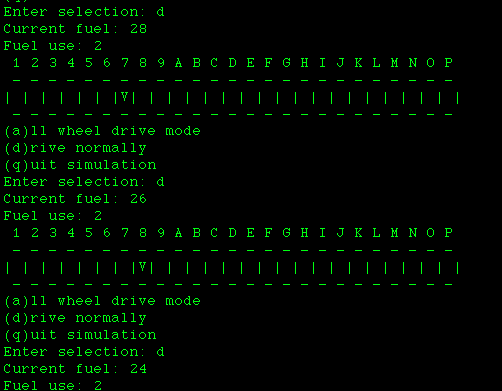 Enter selection: d
Current fuel: 28
Fuel use: 2
1 2 3 4 5 6 7 8 9 A B C D E F G H I J K L M N O P
- - - - - - - - - - - - - - - - - - - - - - - - -
| | | | | | |V| | | | | | | | | | | | | | | | | | |
- - - - - - - - - - - - - - - - - - - - - - - - -
(a)ll wheel drive mode
(d)rive normally
(q)uit simulation
Enter selection: d
Current fuel: 26
Fuel use: 2
1 2 3 4 5 6 7 8 9 A B C D E F G H I J K L M N O P
- - - - - - - - - - - - - - - - - - - - - - - - -
| | | | | | | |V| | | | | | | | | | | | | | | | | |
- - - - - - - - - - - - - - - - - - - - - - - - -
(a)ll wheel drive mode
(d)rive normally
(q)uit simulation
Enter selection: d
Current fuel: 24
Fuel use: 2